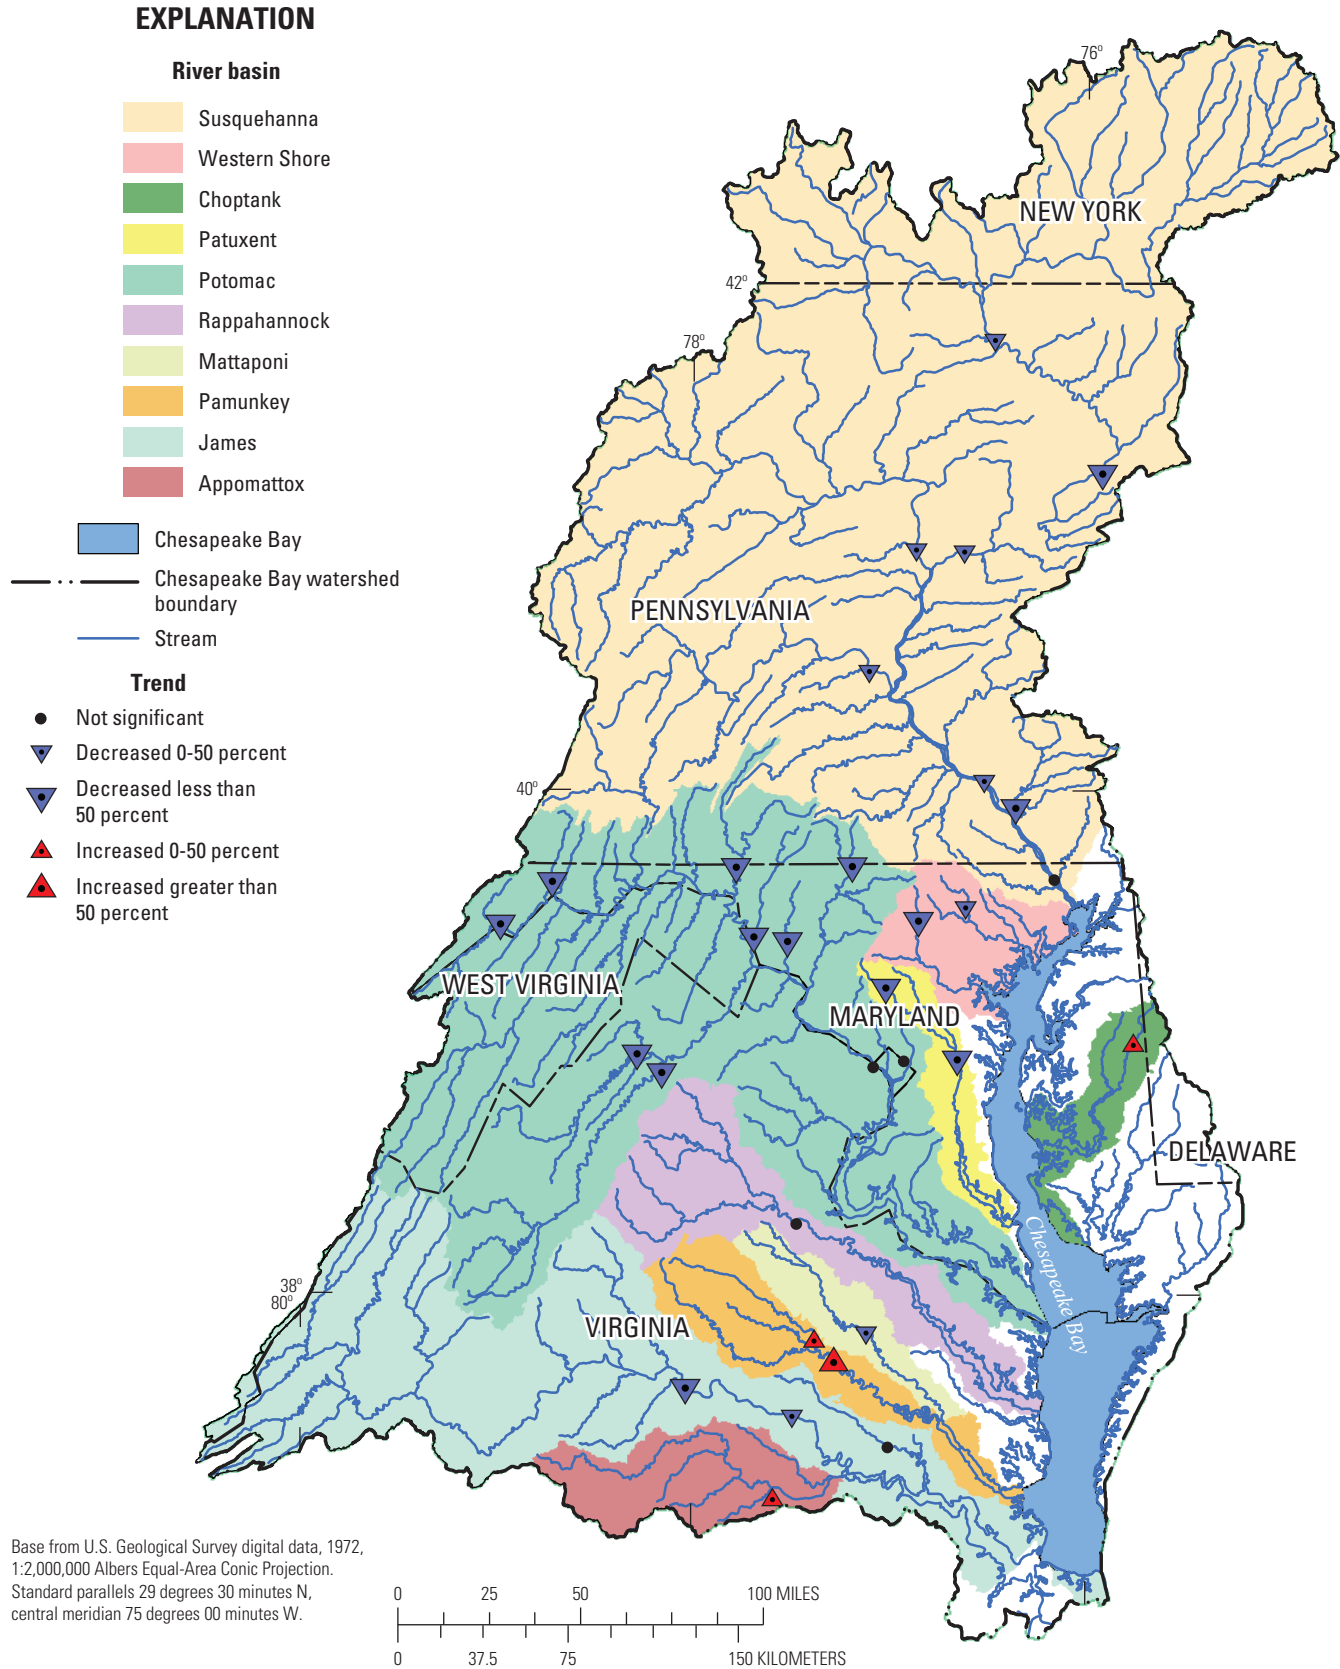 EXPLANATION
River basin
Susquehanna
Western Shore
Choptank
Patuxent
Potomac
Rappahannock
Mattaponi
Pamunkey
James
Appomattox
Chesapeake Bay
Chesapeake Bay watershed
boundary
Stream
Trend
Not significant
Decreased 0-50 percent
Decreased less than
50 percent
Increased 0-50 percent
Increased greater than
50 percent
76°
NEW YORK
42°
78°
PENNSYLVANIA
40°
WEST VIRGINIA
MARYLAND
DELAWARE
Chesapeake Bay
38°
80°
VIRGINIA
Base from U.S. Geological Survey digital data, 1972,
1:2,000,000 Albers Equal-Area Conic Projection.
Standard parallels 29 degrees 30 minutes N,
central meridian 75 degrees 00 minutes W.
0 25 50 100 MILES
0 37.5 75 150 KILOMETERS